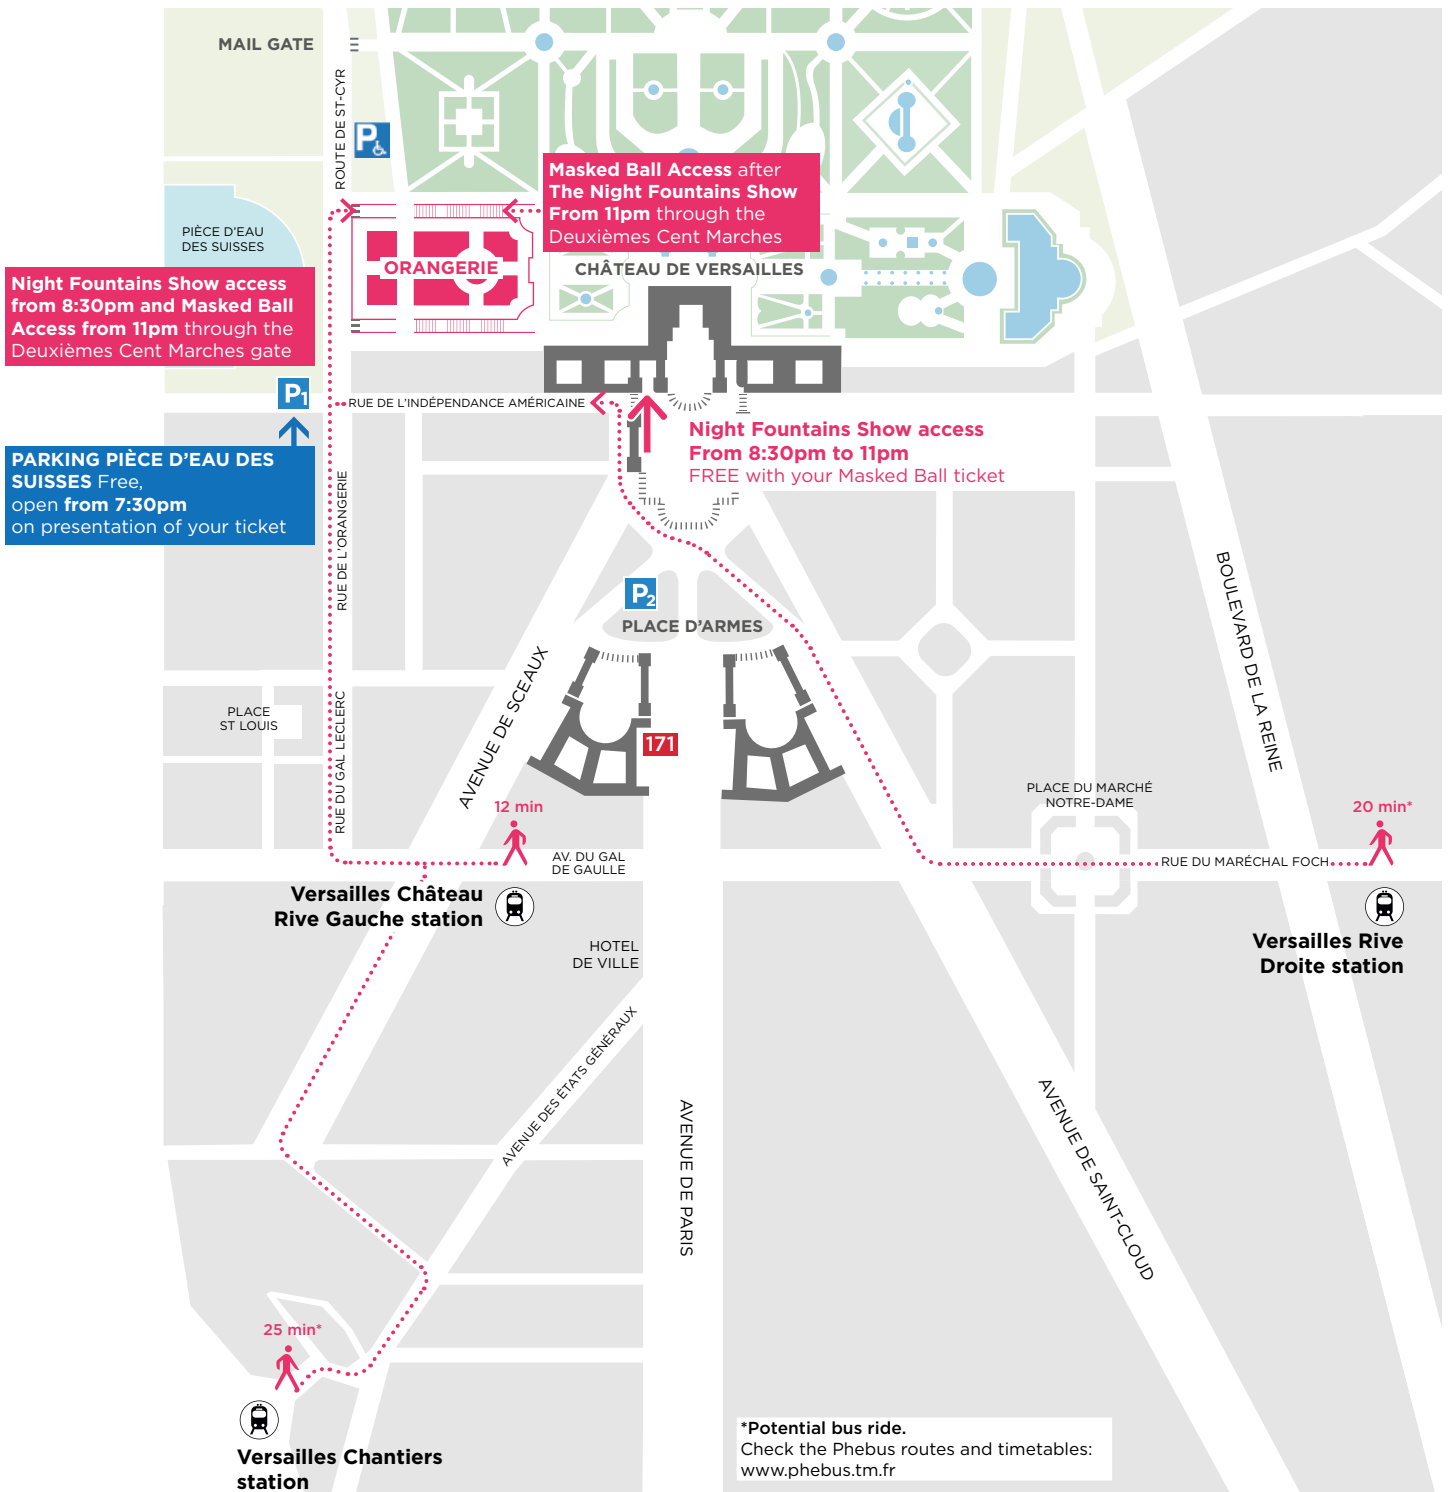 MAIL GATE
ROUTE DE ST-CYR
P
Masked Ball Access after
The Night Fountains Show
From 11pm through the
Deuxièmes Cent Marches
PIÈCE D'EAU
DES SUISSES
ORANGERIE
CHÂTEAU DE VERSAILLES
Night Fountains Show access
from 8:30pm and Masked Ball
Access from 11pm through the
Deuxièmes Cent Marches gate
P1
RUE DE L'INDÉPENDANCE AMÉRICAINE
Night Fountains Show access
From 8:30pm to 11pm
FREE with your Masked Ball ticket
PARKING PIÈCE D'EAU DES
SUISSES Free,
open from 7:30pm
on presentation of your ticket
RUE DE L'ORANGERIE
P2
PLACE D'ARMES
BOULEVARD DE LA REINE
AVENUE DE SCEAUX
PLACE
ST LOUIS
RUE DU GAL LECLERC
171
PLACE DU MARCHÉ
NOTRE-DAME
12 min
20 min*
AV. DU GAL
DE GAULLE
RUE DU MARÉCHAL FOCH
Versailles Château
Rive Gauche station
Versailles Rive
Droite station
HOTEL
DE VILLE
AVENUE DES ÉTATS GÉNÉRAUX
AVENUE DE PARIS
AVENUE DE SAINT-CLOUD
25 min*
Versailles Chantiers
station
*Potential bus ride.
Check the Phebus routes and timetables:
www.phebus.tm.fr